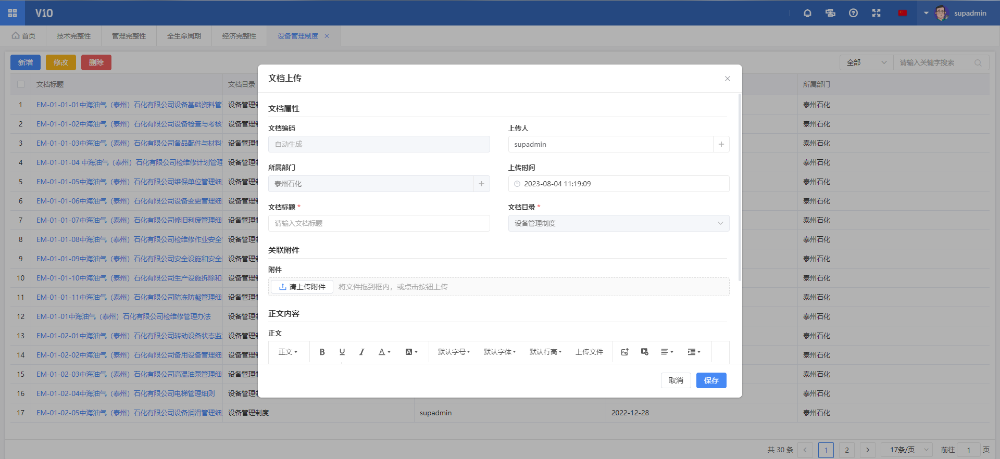 V10
supadmin
首页
技术完整性
管理完整性
全生命周期
经济完整性
设备管理制度
新增
修改
删除
全部
请输入关键字搜索
文档标题
文档目录
所属部门
1 EM-01-01-01中海油气（泰州）石化有限公司设备基础资料管 设备管理 泰州石化
2 EM-01-01-02中海油气（泰州）石化有限公司设备检查与考核 设备管理 泰州石化
3 EM-01-01-03中海油气（泰州）石化有限公司备品配件与材料 设备管理 泰州石化
4 EM-01-01-04 中海油气（泰州）石化有限公司检维修计划管理 设备管理 泰州石化
5 EM-01-01-05中海油气（泰州）石化有限公司维保单位管理细 设备管理 泰州石化
6 EM-01-01-06中海油气（泰州）石化有限公司设备变更管理细 设备管理 泰州石化
7 EM-01-01-07中海油气（泰州）石化有限公司修旧利废管理细 设备管理 泰州石化
8 EM-01-01-08中海油气（泰州）石化有限公司检维修作业安全 设备管理 泰州石化
9 EM-01-01-09中海油气（泰州）石化有限公司安全设施和安全 设备管理 泰州石化
10 EM-01-01-10中海油气（泰州）石化有限公司生产设施拆除和 设备管理 泰州石化
11 EM-01-01-11中海油气（泰州）石化有限公司防冻防凝管理细 设备管理 泰州石化
12 EM-01-01中海油气（泰州）石化有限公司检维修管理办法 设备管理 泰州石化
13 EM-01-02-01中海油气（泰州）石化有限公司转动设备状态监 设备管理 泰州石化
14 EM-01-02-02中海油气（泰州）石化有限公司备用设备管理细 设备管理 泰州石化
15 EM-01-02-03中海油气（泰州）石化有限公司高温油泵管理细 设备管理 泰州石化
16 EM-01-02-04中海油气（泰州）石化有限公司电梯管理细则 设备管理 泰州石化
17 EM-01-02-05中海油气（泰州）石化有限公司设备润滑管理细 设备管理制度 supadmin 2022-12-28 泰州石化
共 30 条
1
2
17条/页
前往 1 页
文档上传
文档属性
文档编码
自动生成
上传人
supadmin
所属部门
泰州石化
上传时间
2023-08-04 11:19:09
文档标题 *
请输入文档标题
文档目录 *
设备管理制度
关联附件
附件
请上传附件
将文件拖到框内，或点击按钮上传
正文内容
正文
正文 B U I A A 默认字号 默认字体 默认行高 上传文件
取消
保存